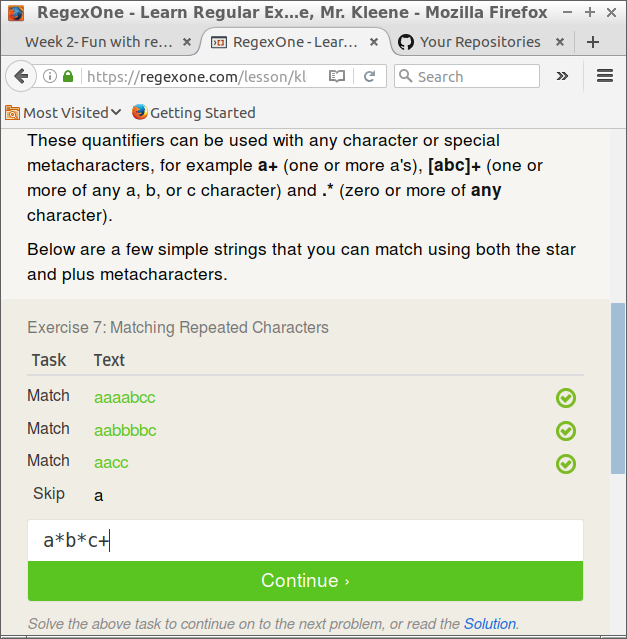 RegexOne - Learn Regular Ex...e, Mr. Kleene - Mozilla Firefox
Week 2- Fun with re...
RegexOne - Lear...
Your Repositories
https://regexone.com/lesson/kl
Search
Most Visited
Getting Started
These quantifiers can be used with any character or special
metacharacters, for example a+ (one or more a's), [abc]+ (one or
more of any a, b, or c character) and .* (zero or more of any
character).
Below are a few simple strings that you can match using both the star
and plus metacharacters.
Exercise 7: Matching Repeated Characters
Task Text
Match aaaabcc
Match aabbbbc
Match aacc
Skip a
a*b*c+
Continue ›
Solve the above task to continue on to the next problem, or read the Solution.